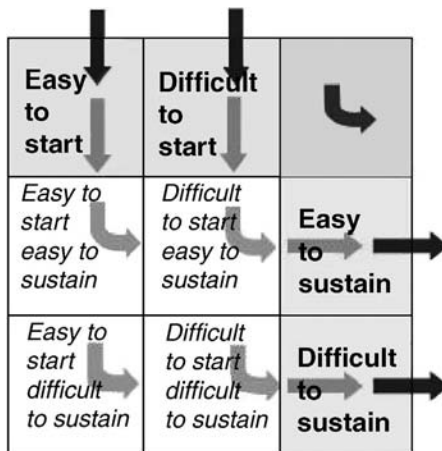 Easy
to
start
Difficult
to
start
Easy to
start
easy to
sustain
Difficult
to start
easy to
sustain
Easy
to
sustain
Easy to
start
difficult
to sustain
Difficult
to start
difficult
to sustain
Difficult
to
sustain